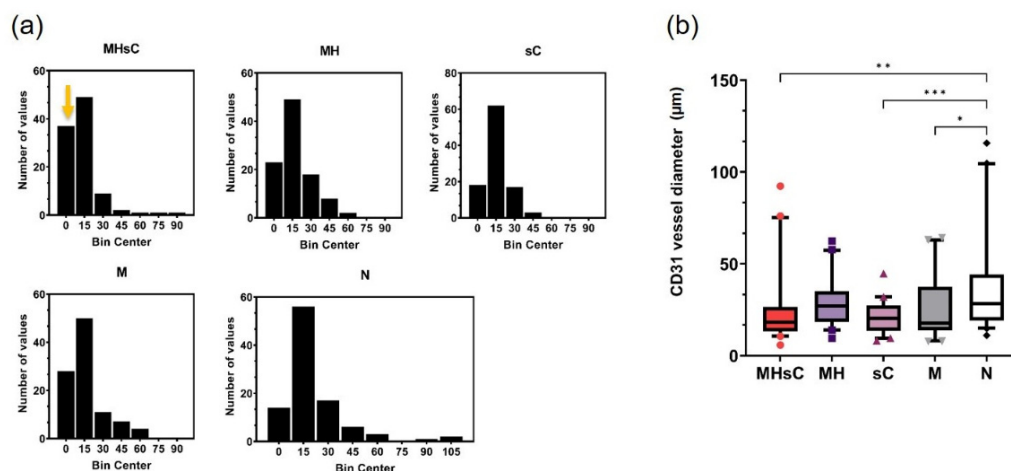 (a)
MHsC
Number of values
60
40
20
0
0 15 30 45 60 75 90
Bin Center
MH
Number of values
60
40
20
0
0 15 30 45 60 75 90
Bin Center
sC
Number of values
80
60
40
20
0
0 15 30 45 60 75 90
Bin Center
M
Number of values
60
40
20
0
0 15 30 45 60 75 90
Bin Center
N
Number of values
60
40
20
0
0 15 30 45 60 75 90 105
Bin Center
(b)
CD31 vessel diameter (µm)
150
100
50
0
**
***
*
MHsC MH sC M N